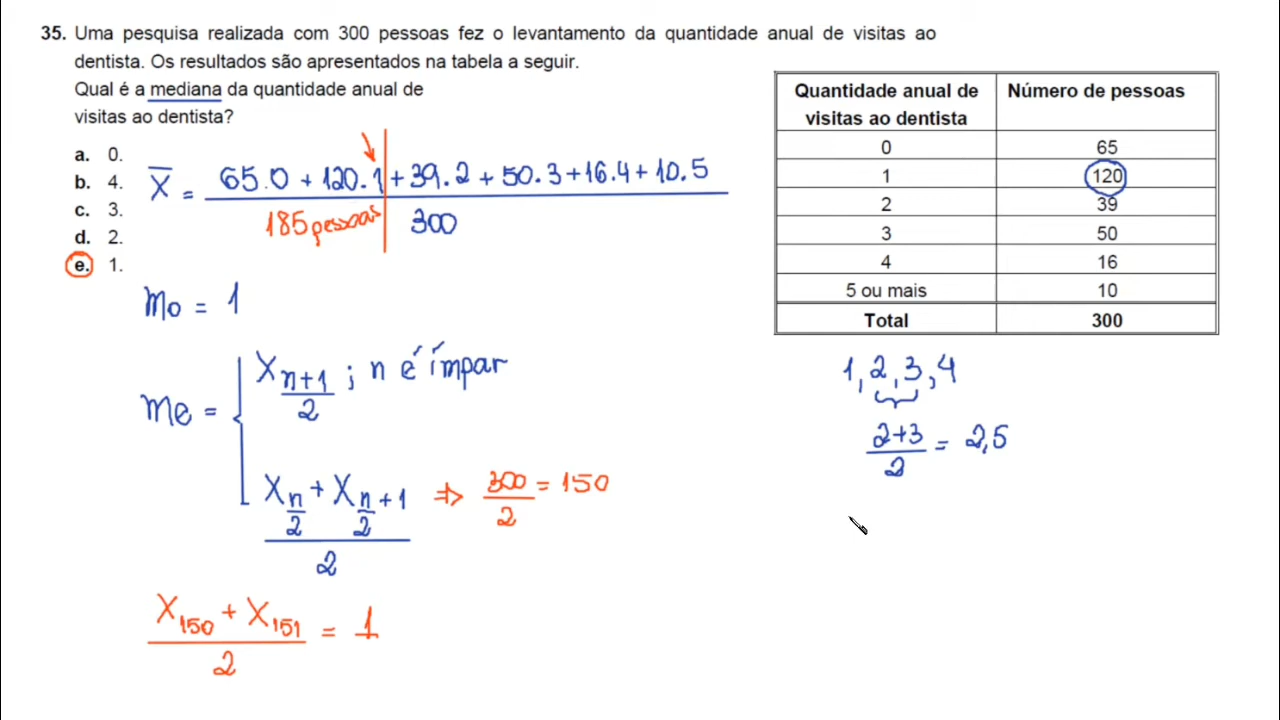 35. Uma pesquisa realizada com 300 pessoas fez o levantamento da quantidade anual de visitas ao
dentista. Os resultados são apresentados na tabela a seguir.
Qual é a mediana da quantidade anual de
visitas ao dentista?
a. 0.
b. 4.
c. 3.
d. 2.
e. 1.
Quantidade anual de visitas ao dentista Número de pessoas
0 65
1 120
2 39
3 50
4 16
5 ou mais 10
Total 300
X̅ = 65.0 + 120.1 + 39.2 + 50.3 + 16.4 + 10.5
185 pessoas 300
Mo = 1
Me =
X n+1 ; n é ímpar
2
X n + X n + 1 ⇒ 300 = 150
2 2 2
2
X150 + X151 = 1
2
1, 2, 3, 4
2+3 = 2,5
2